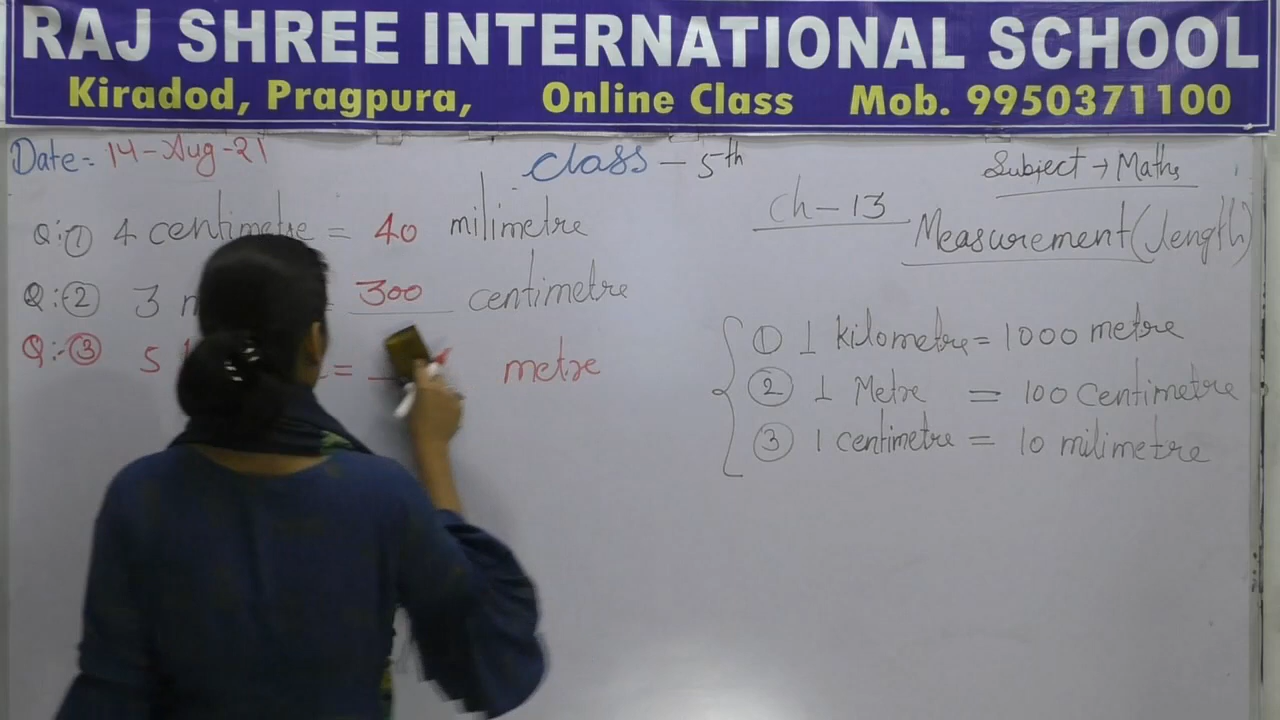 RAJ SHREE INTERNATIONAL SCHOOL
Kiradod, Pragpura, Online Class Mob. 9950371100
Date:- 14-Aug-21
Class - 5th
Subject → Maths
Ch-13
Measurement (length)
Q:① 4 centimetre = 40 milimetre
Q:-② 3 = 300 centimetre
Q:-③ 5 = metre
① 1 kilometre = 1000 metre
② 1 Metre = 100 Centimetre
③ 1 centimetre = 10 milimetre